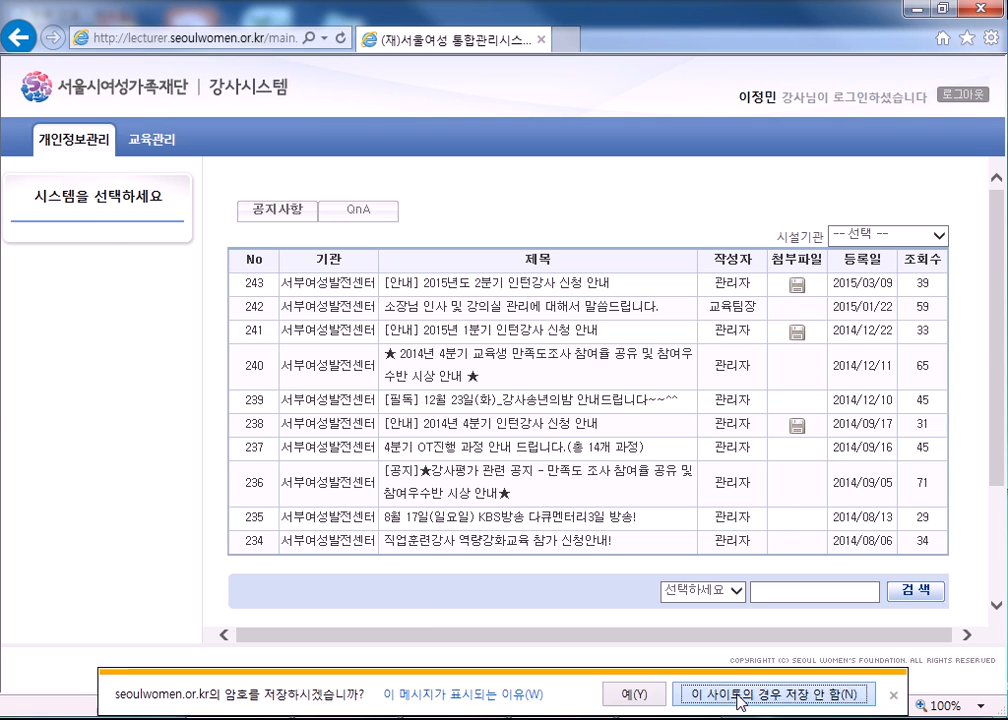 http://lecturer.seoulwomen.or.kr/main.
(재)서울여성 통합관리시스...
서울시여성가족재단 | 강사시스템
이정민 강사님이 로그인하셨습니다 로그아웃
개인정보관리 교육관리
시스템을 선택하세요
공지사항 QnA
시설기관 -- 선택 --
No 기관 제목 작성자 첨부파일 등록일 조회수
243 서부여성발전센터 [안내] 2015년도 2분기 인턴강사 신청 안내 관리자 2015/03/09 39
242 서부여성발전센터 소장님 인사 및 강의실 관리에 대해서 말씀드립니다. 교육팀장 2015/01/22 59
241 서부여성발전센터 [안내] 2015년 1분기 인턴강사 신청 안내 관리자 2014/12/22 33
240 서부여성발전센터 ★ 2014년 4분기 교육생 만족도조사 참여율 공유 및 참여우
수반 시상 안내 ★ 관리자 2014/12/11 65
239 서부여성발전센터 [필독] 12월 23일(화)_강사송년의밤 안내드립니다~~^^ 관리자 2014/12/10 45
238 서부여성발전센터 [안내] 2014년 4분기 인턴강사 신청 안내 관리자 2014/09/17 31
237 서부여성발전센터 4분기 OT진행 과정 안내 드립니다.(총 14개 과정) 관리자 2014/09/16 45
236 서부여성발전센터 [공지]★강사평가 관련 공지 - 만족도 조사 참여율 공유 및
참여우수반 시상 안내★ 관리자 2014/09/05 71
235 서부여성발전센터 8월 17일(일요일) KBS방송 다큐멘터리3일 방송! 관리자 2014/08/13 29
234 서부여성발전센터 직업훈련강사 역량강화교육 참가 신청안내! 관리자 2014/08/06 34
선택하세요 검 색
COPYRIGHTT (C) SEOUL WOMEN'S FOUNDATION, ALL RIGHTS RESERVED
seoulwomen.or.kr의 암호를 저장하시겠습니까? 이 메시지가 표시되는 이유(W) 예(Y) 이 사이트의 경우 저장 안 함(N)
100%